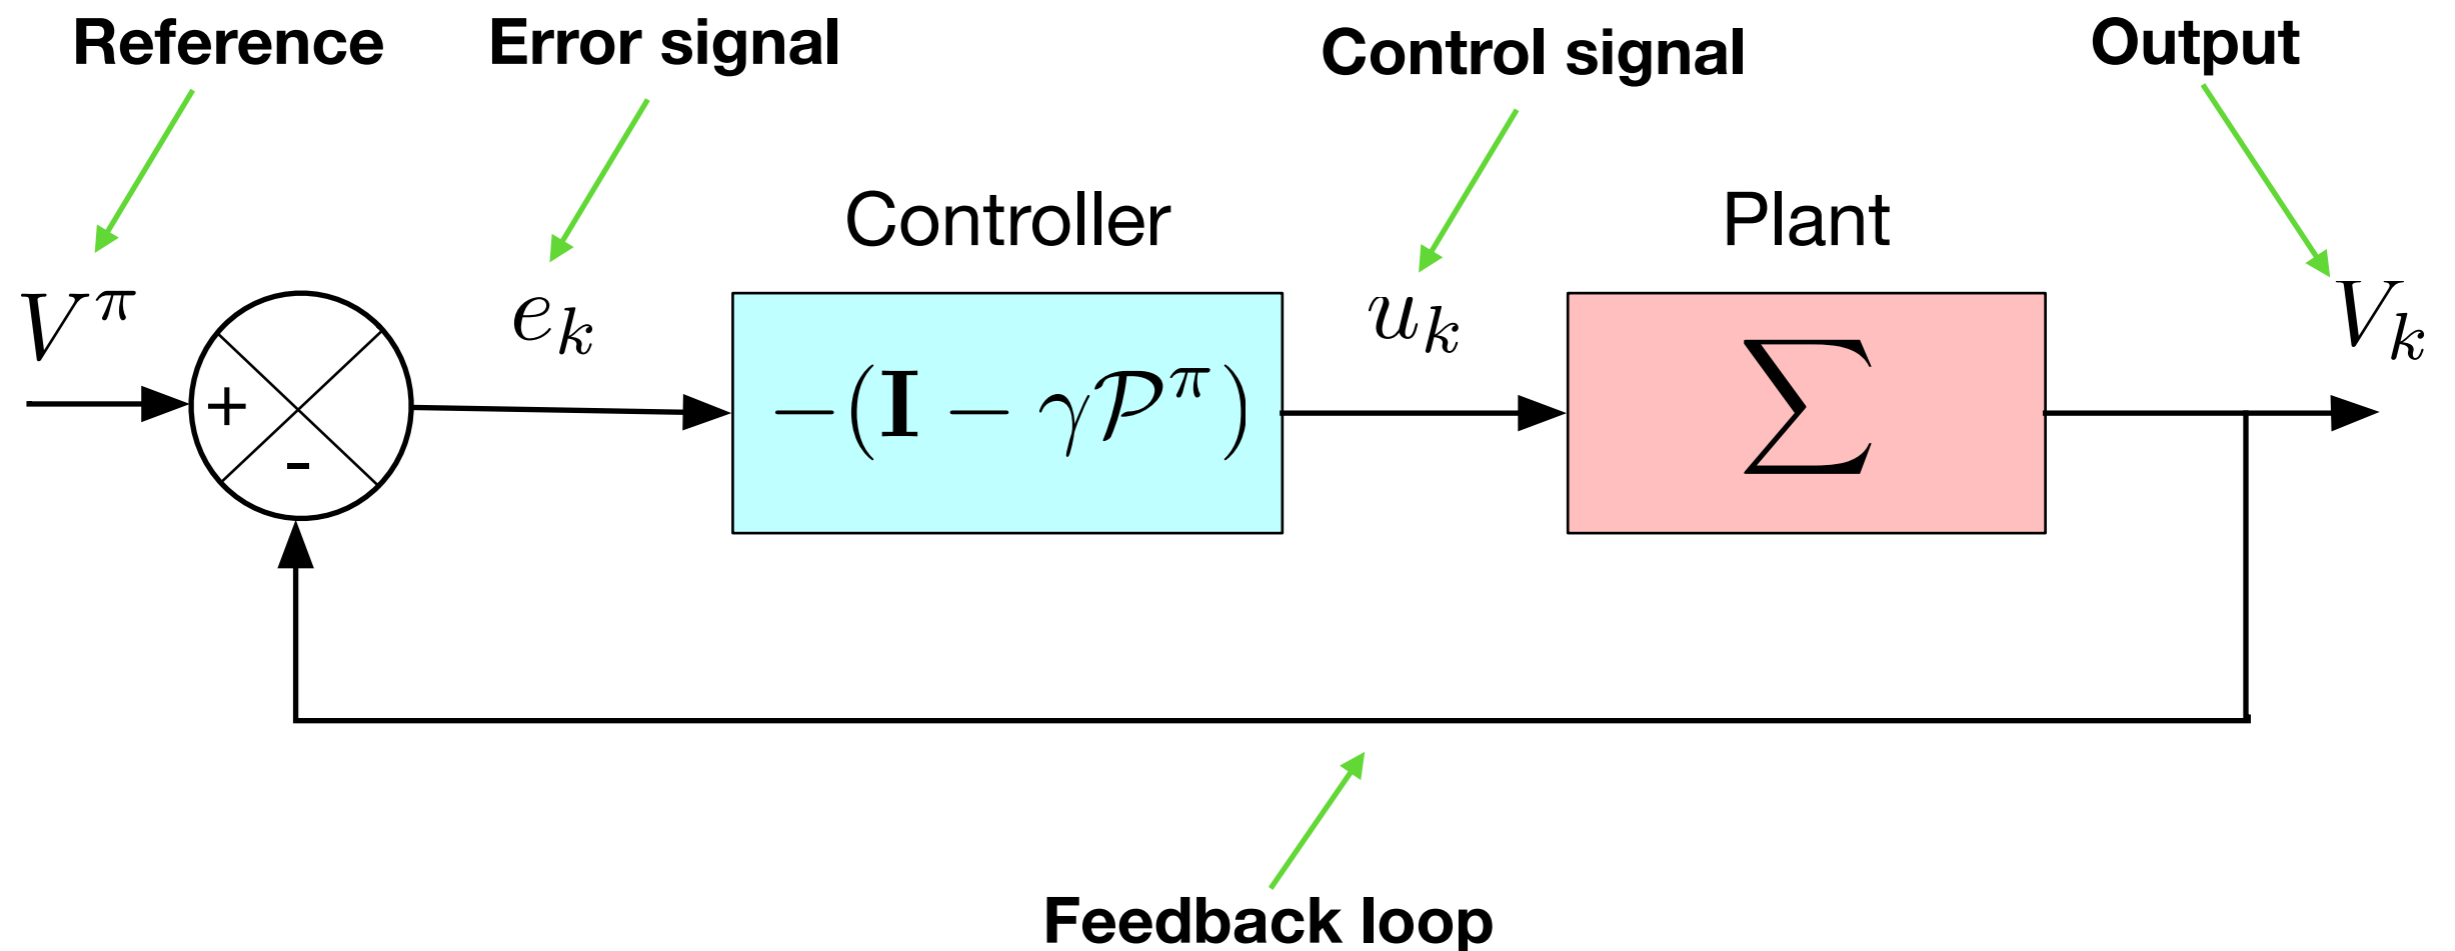 Reference
Error signal
Control signal
Output
Controller
Plant
V^π
e_k
u_k
V_k
+
-
−(I − γ𝒫^π)
∑
Feedback loop